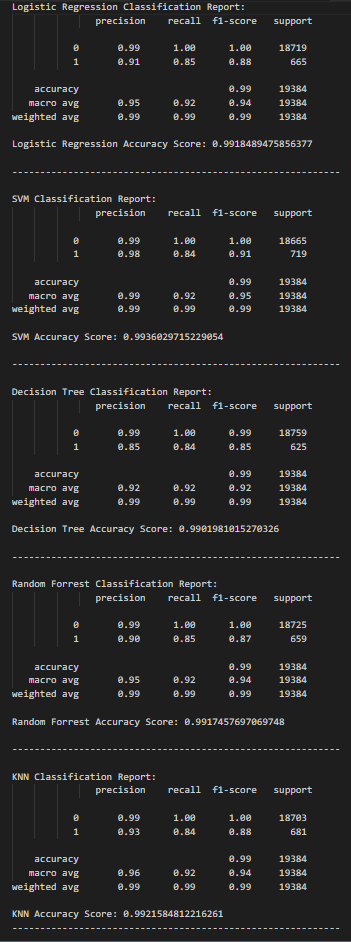 Logistic Regression Classification Report:
precision recall f1-score support
0 0.99 1.00 1.00 18719
1 0.91 0.85 0.88 665
accuracy 0.99 19384
macro avg 0.95 0.92 0.94 19384
weighted avg 0.99 0.99 0.99 19384
Logistic Regression Accuracy Score: 0.9918489475856377
----------------------------------------------------------
SVM Classification Report:
precision recall f1-score support
0 0.99 1.00 1.00 18665
1 0.98 0.84 0.91 719
accuracy 0.99 19384
macro avg 0.99 0.92 0.95 19384
weighted avg 0.99 0.99 0.99 19384
SVM Accuracy Score: 0.9936029715229054
----------------------------------------------------------
Decision Tree Classification Report:
precision recall f1-score support
0 0.99 1.00 0.99 18759
1 0.85 0.84 0.85 625
accuracy 0.99 19384
macro avg 0.92 0.92 0.92 19384
weighted avg 0.99 0.99 0.99 19384
Decision Tree Accuracy Score: 0.9901981015270326
----------------------------------------------------------
Random Forrest Classification Report:
precision recall f1-score support
0 0.99 1.00 1.00 18725
1 0.90 0.85 0.87 659
accuracy 0.99 19384
macro avg 0.95 0.92 0.94 19384
weighted avg 0.99 0.99 0.99 19384
Random Forrest Accuracy Score: 0.9917457697069748
----------------------------------------------------------
KNN Classification Report:
precision recall f1-score support
0 0.99 1.00 1.00 18703
1 0.93 0.84 0.88 681
accuracy 0.99 19384
macro avg 0.96 0.92 0.94 19384
weighted avg 0.99 0.99 0.99 19384
KNN Accuracy Score: 0.9921584812216261
----------------------------------------------------------